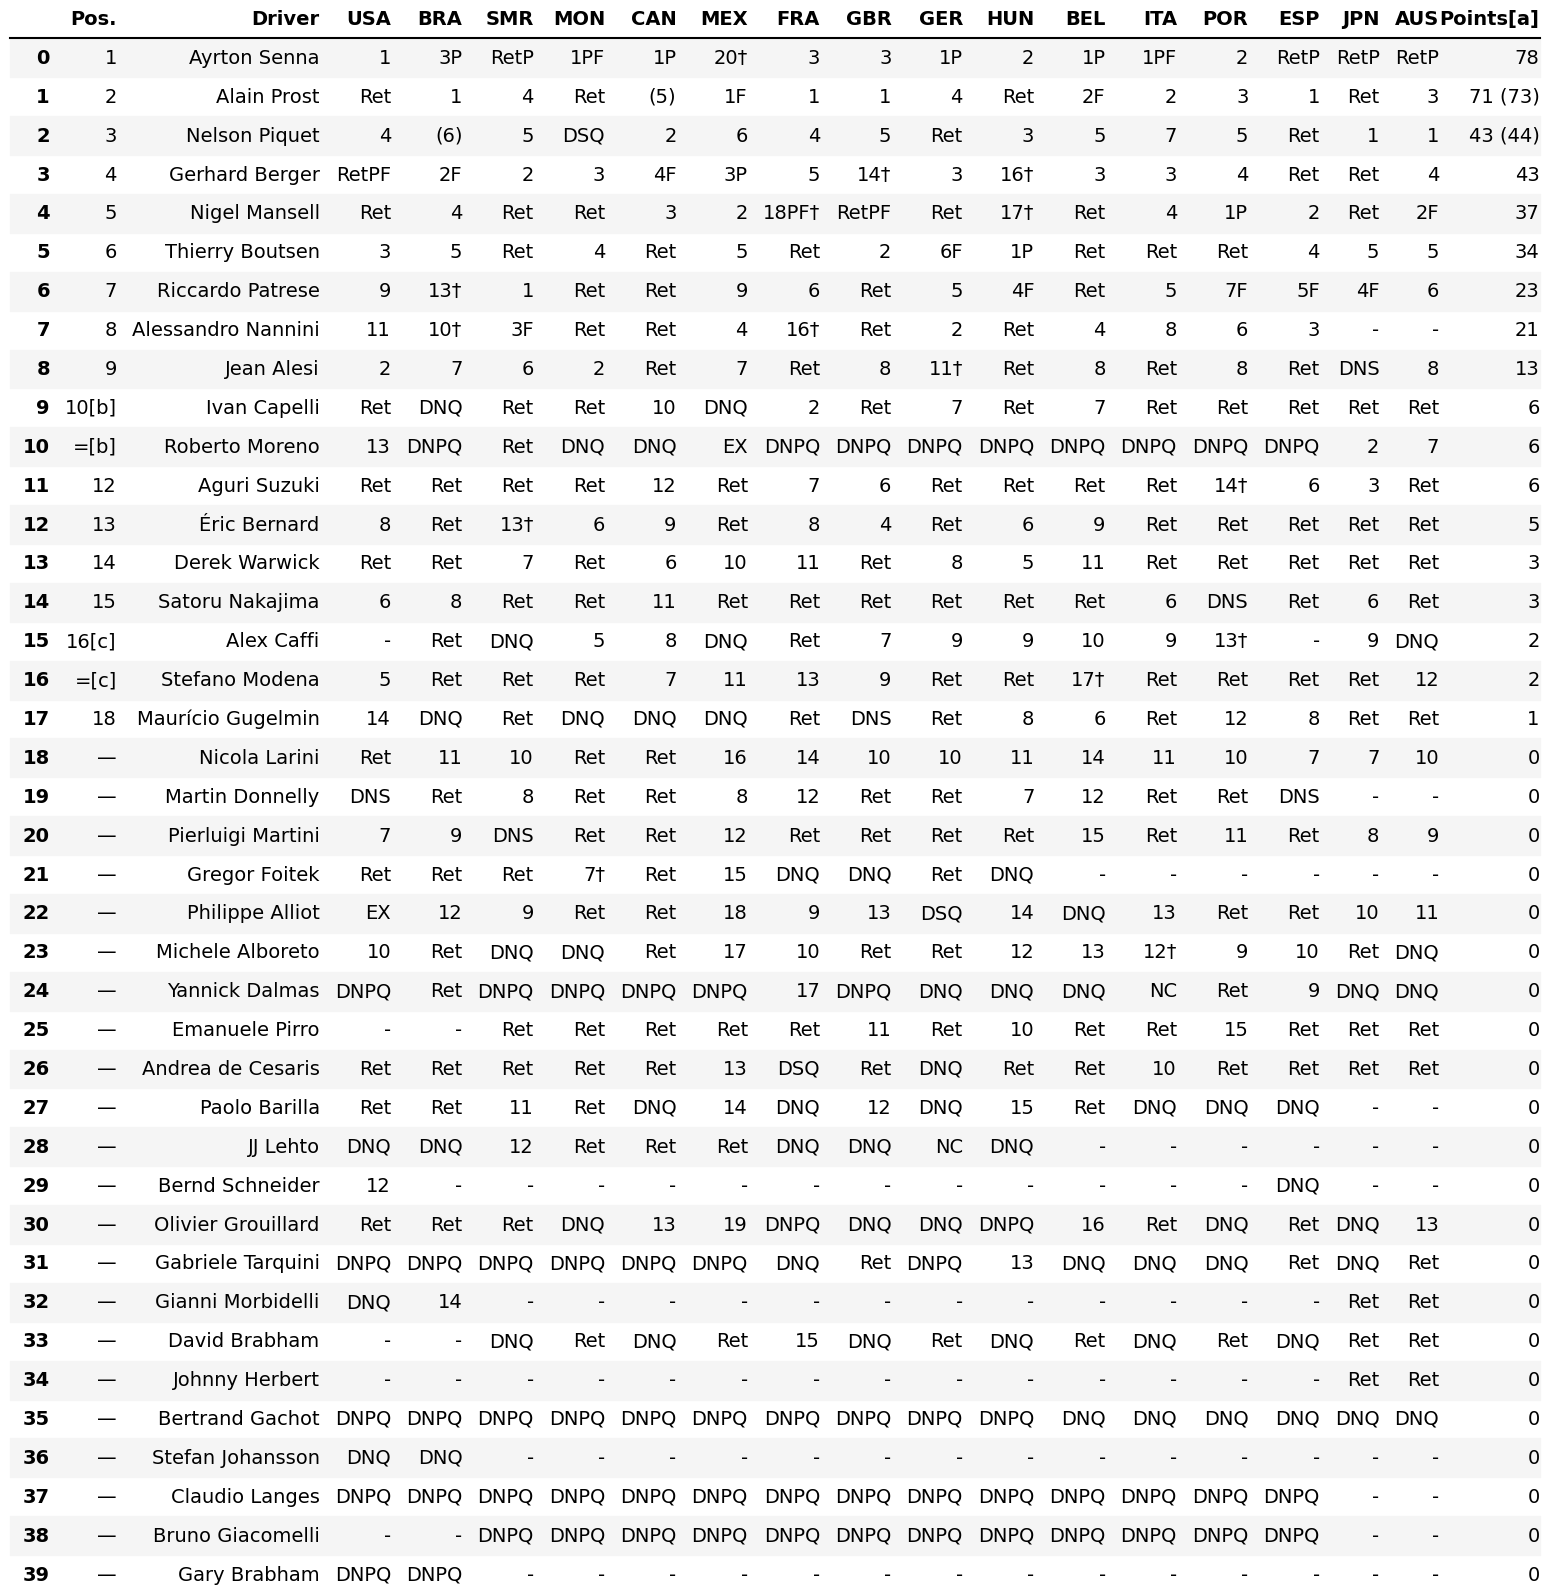 Pos. Driver USA BRA SMR MON CAN MEX FRA GBR GER HUN BEL ITA POR ESP JPN AUS Points[a]
0 1 Ayrton Senna 1 3P RetP 1PF 1P 20† 3 3 1P 2 1P 1PF 2 RetP RetP RetP 78
1 2 Alain Prost Ret 1 4 Ret (5) 1F 1 1 4 Ret 2F 2 3 1 Ret 3 71 (73)
2 3 Nelson Piquet 4 (6) 5 DSQ 2 6 4 5 Ret 3 5 7 5 Ret 1 1 43 (44)
3 4 Gerhard Berger RetPF 2F 2 3 4F 3P 5 14† 3 16† 3 3 4 Ret Ret 4 43
4 5 Nigel Mansell Ret 4 Ret Ret 3 2 18PF† RetPF Ret 17† Ret 4 1P 2 Ret 2F 37
5 6 Thierry Boutsen 3 5 Ret 4 Ret 5 Ret 2 6F 1P Ret Ret Ret 4 5 5 34
6 7 Riccardo Patrese 9 13† 1 Ret Ret 9 6 Ret 5 4F Ret 5 7F 5F 4F 6 23
7 8 Alessandro Nannini 11 10† 3F Ret Ret 4 16† Ret 2 Ret 4 8 6 3 - - 21
8 9 Jean Alesi 2 7 6 2 Ret 7 Ret 8 11† Ret 8 Ret 8 Ret DNS 8 13
9 10[b] Ivan Capelli Ret DNQ Ret Ret 10 DNQ 2 Ret 7 Ret 7 Ret Ret Ret Ret Ret 6
10 =[b] Roberto Moreno 13 DNPQ Ret DNQ DNQ EX DNPQ DNPQ DNPQ DNPQ DNPQ DNPQ DNPQ DNPQ 2 7 6
11 12 Aguri Suzuki Ret Ret Ret Ret 12 Ret 7 6 Ret Ret Ret Ret 14† 6 3 Ret 6
12 13 Éric Bernard 8 Ret 13† 6 9 Ret 8 4 Ret 6 9 Ret Ret Ret Ret Ret 5
13 14 Derek Warwick Ret Ret 7 Ret 6 10 11 Ret 8 5 11 Ret Ret Ret Ret Ret 3
14 15 Satoru Nakajima 6 8 Ret Ret 11 Ret Ret Ret Ret Ret Ret 6 DNS Ret 6 Ret 3
15 16[c] Alex Caffi - Ret DNQ 5 8 DNQ Ret 7 9 9 10 9 13† - 9 DNQ 2
16 =[c] Stefano Modena 5 Ret Ret Ret 7 11 13 9 Ret Ret 17† Ret Ret Ret Ret 12 2
17 18 Maurício Gugelmin 14 DNQ Ret DNQ DNQ DNQ Ret DNS Ret 8 6 Ret 12 8 Ret Ret 1
18 — Nicola Larini Ret 11 10 Ret Ret 16 14 10 10 11 14 11 10 7 7 10 0
19 — Martin Donnelly DNS Ret 8 Ret Ret 8 12 Ret Ret 7 12 Ret Ret DNS - - 0
20 — Pierluigi Martini 7 9 DNS Ret Ret 12 Ret Ret Ret Ret 15 Ret 11 Ret 8 9 0
21 — Gregor Foitek Ret Ret Ret 7† Ret 15 DNQ DNQ Ret DNQ - - - - - - 0
22 — Philippe Alliot EX 12 9 Ret Ret 18 9 13 DSQ 14 DNQ 13 Ret Ret 10 11 0
23 — Michele Alboreto 10 Ret DNQ DNQ Ret 17 10 Ret Ret 12 13 12† 9 10 Ret DNQ 0
24 — Yannick Dalmas DNPQ Ret DNPQ DNPQ DNPQ DNPQ 17 DNPQ DNQ DNQ DNQ NC Ret 9 DNQ DNQ 0
25 — Emanuele Pirro - - Ret Ret Ret Ret Ret 11 Ret 10 Ret Ret 15 Ret Ret Ret 0
26 — Andrea de Cesaris Ret Ret Ret Ret Ret 13 DSQ Ret DNQ Ret Ret 10 Ret Ret Ret Ret 0
27 — Paolo Barilla Ret Ret 11 Ret DNQ 14 DNQ 12 DNQ 15 Ret DNQ DNQ DNQ - - 0
28 — JJ Lehto DNQ DNQ 12 Ret Ret Ret DNQ DNQ NC DNQ - - - - - - 0
29 — Bernd Schneider 12 - - - - - - - - - - - - DNQ - - 0
30 — Olivier Grouillard Ret Ret Ret DNQ 13 19 DNPQ DNQ DNQ DNPQ 16 Ret DNQ Ret DNQ 13 0
31 — Gabriele Tarquini DNPQ DNPQ DNPQ DNPQ DNPQ DNPQ DNQ Ret DNPQ 13 DNQ DNQ DNQ Ret DNQ Ret 0
32 — Gianni Morbidelli DNQ 14 - - - - - - - - - - - - Ret Ret 0
33 — David Brabham - - DNQ Ret DNQ Ret 15 DNQ Ret DNQ Ret DNQ Ret DNQ Ret Ret 0
34 — Johnny Herbert - - - - - - - - - - - - - - Ret Ret 0
35 — Bertrand Gachot DNPQ DNPQ DNPQ DNPQ DNPQ DNPQ DNPQ DNPQ DNPQ DNPQ DNQ DNQ DNQ DNQ DNQ DNQ 0
36 — Stefan Johansson DNQ DNQ - - - - - - - - - - - - - - 0
37 — Claudio Langes DNPQ DNPQ DNPQ DNPQ DNPQ DNPQ DNPQ DNPQ DNPQ DNPQ DNPQ DNPQ DNPQ DNPQ - - 0
38 — Bruno Giacomelli - - DNPQ DNPQ DNPQ DNPQ DNPQ DNPQ DNPQ DNPQ DNPQ DNPQ DNPQ DNPQ - - 0
39 — Gary Brabham DNPQ DNPQ - - - - - - - - - - - - - - 0